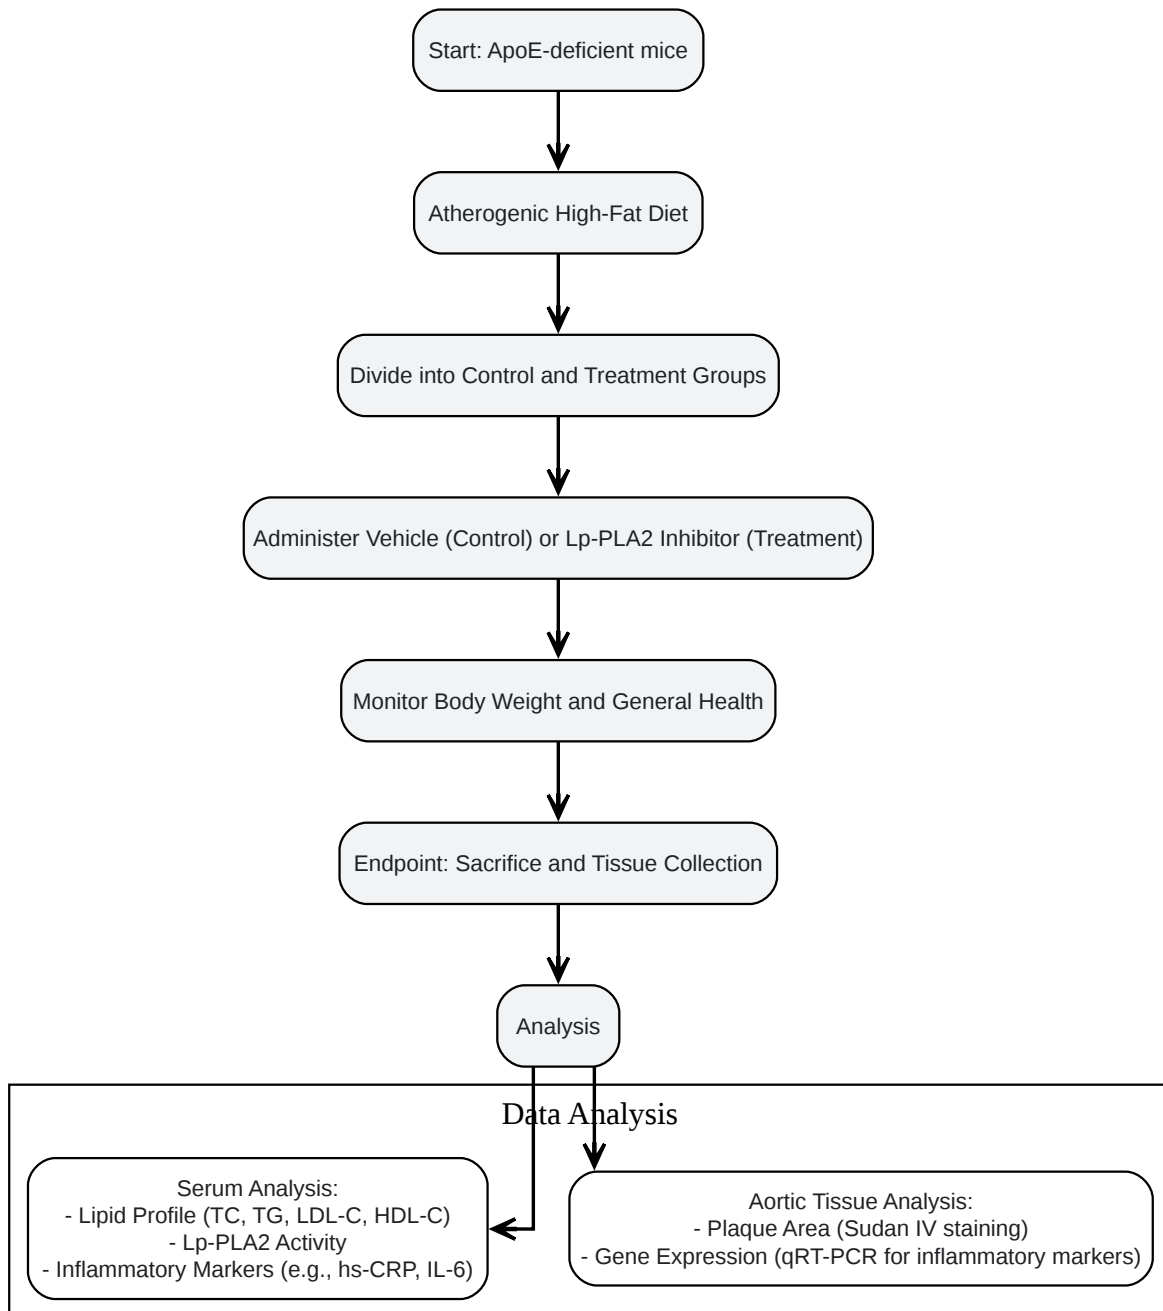 Start: ApoE-deficient mice
Atherogenic High-Fat Diet
Divide into Control and Treatment Groups
Administer Vehicle (Control) or Lp-PLA2 Inhibitor (Treatment)
Monitor Body Weight and General Health
Endpoint: Sacrifice and Tissue Collection
Analysis
Data Analysis
Serum Analysis:
- Lipid Profile (TC, TG, LDL-C, HDL-C)
- Lp-PLA2 Activity
- Inflammatory Markers (e.g., hs-CRP, IL-6)
Aortic Tissue Analysis:
- Plaque Area (Sudan IV staining)
- Gene Expression (qRT-PCR for inflammatory markers)